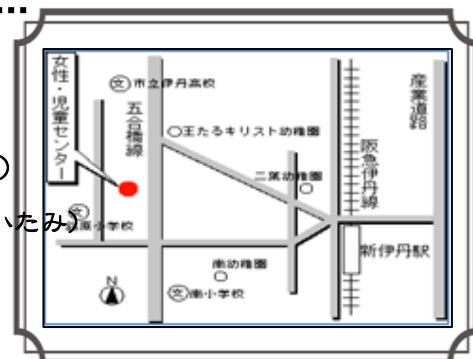 女性・児童センター
文 市立伊丹高校
五合橋線
王たるキリスト幼稚園
二葉幼稚園
阪急伊丹線
産業道路
いたみ)
文
小学校
南幼稚園
新伊丹駅
N
文 南小学校